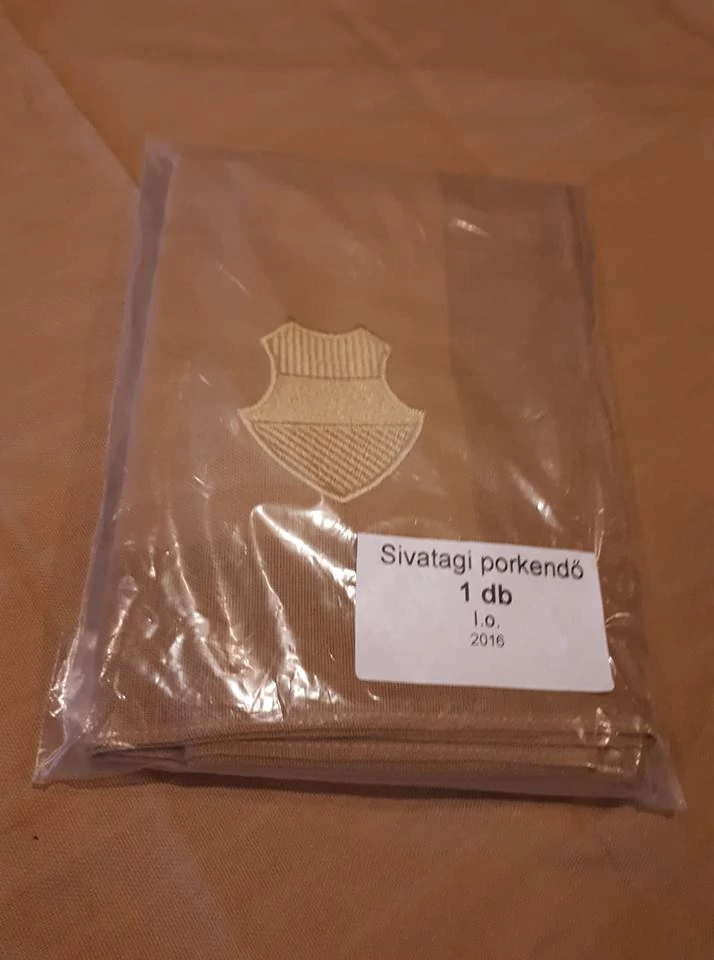 Sivatagi porkendő
1 db
I.o.
2016